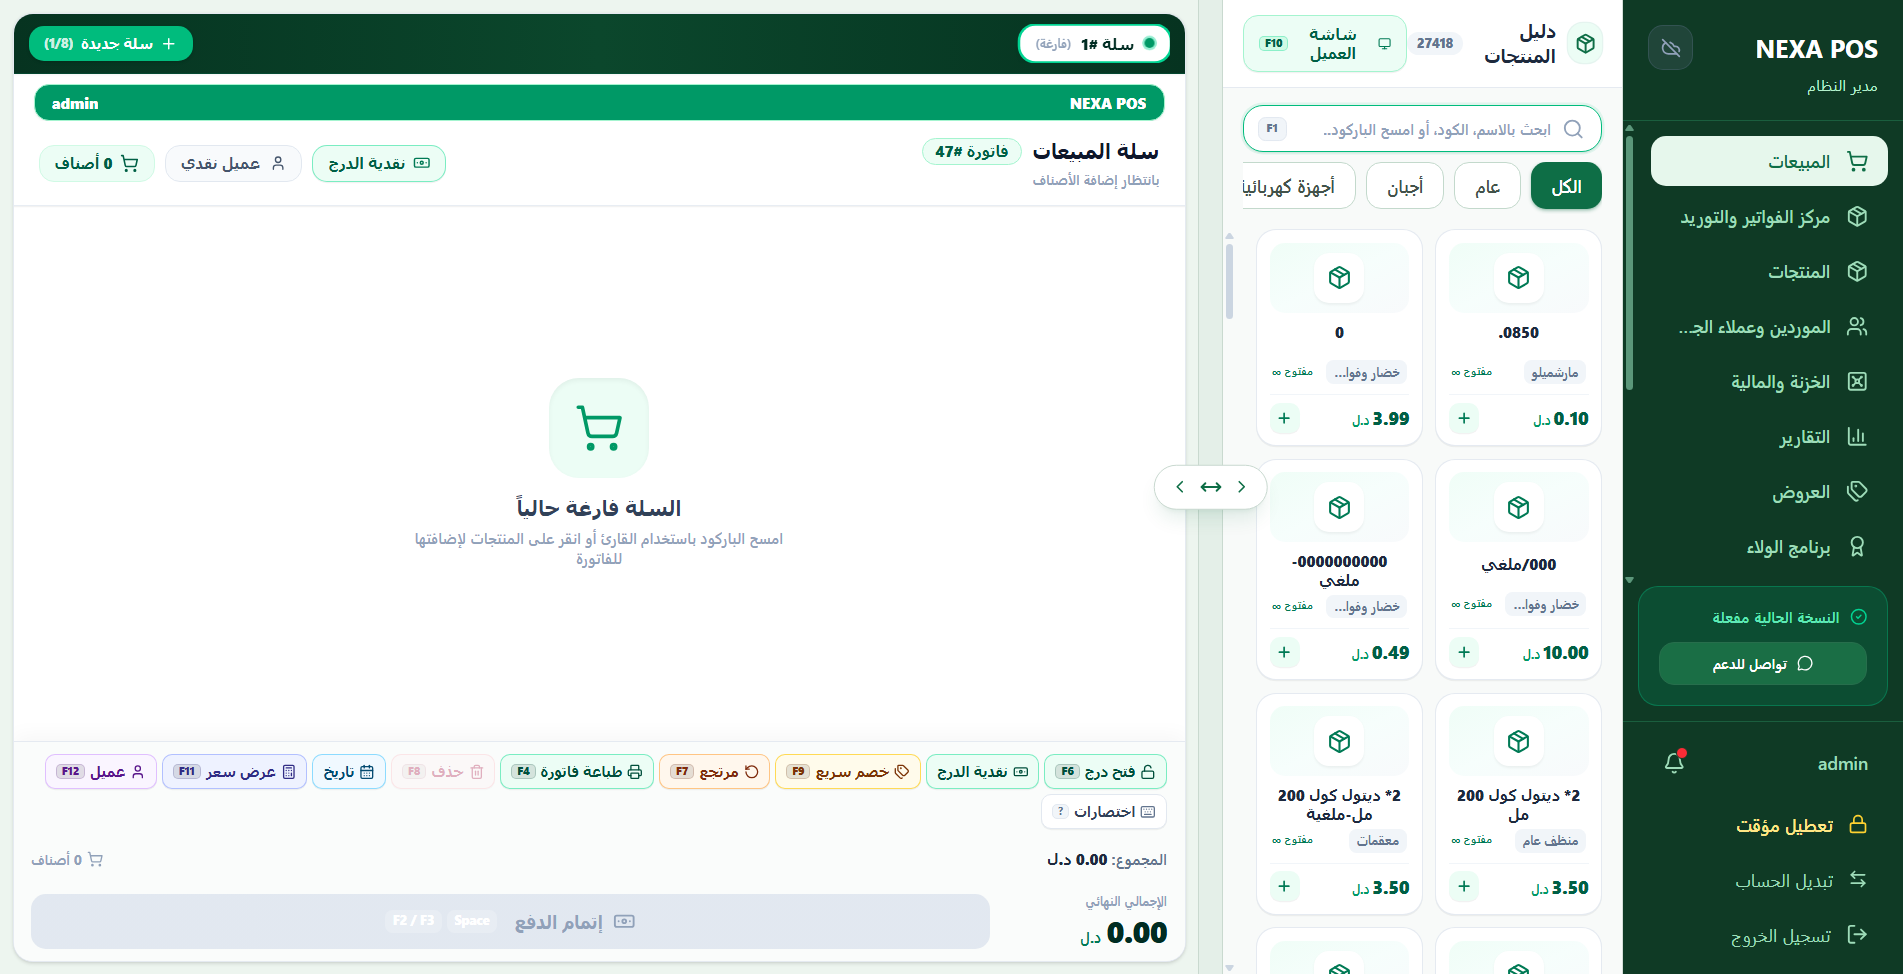 NEXA POS
مدير النظام
المبيعات
مركز الفواتير والتوريد
المنتجات
الموردين وعملاء الجـ...
الخزنة والمالية
التقارير
العروض
برنامج الولاء
النسخة الحالية مفعلة
تواصل للدعم
admin
تعطيل مؤقت
تبديل الحساب
تسجيل الخروج
دليل المنتجات
27418
شاشة العميل F10
ابحث بالاسم، الكود، أو امسح الباركود.. F1
الكل
عام
أجبان
أجهزة كهربائية
.0850
مارشميلو
مفتوح ∞
0.10 د.ل
+
0
خضار وفوا...
مفتوح ∞
3.99 د.ل
+
000/ملغي
خضار وفوا...
مفتوح ∞
10.00 د.ل
+
0000000000-
ملغي
خضار وفوا...
مفتوح ∞
0.49 د.ل
+
2* ديتول كول 200
مل
منظف عام
مفتوح ∞
3.50 د.ل
+
2* ديتول كول 200
مل-ملغية
معقمات
مفتوح ∞
3.50 د.ل
+
سلة #1 (فارغة)
+ سلة جديدة (1/8)
NEXA POS
admin
سلة المبيعات
فاتورة #47
بانتظار إضافة الأصناف
نقدية الدرج
عميل نقدي
0 أصناف
السلة فارغة حالياً
امسح الباركود باستخدام القارئ أو انقر على المنتجات لإضافتها
للفاتورة
فتح درج F6
نقدية الدرج
خصم سريع F9
مرتجع F7
طباعة فاتورة F4
حذف F8
تاريخ
عرض سعر F11
عميل F12
اختصارات ?
المجموع: 0.00 د.ل
0 أصناف
الإجمالي النهائي
0.00 د.ل
إتمام الدفع Space F2 / F3